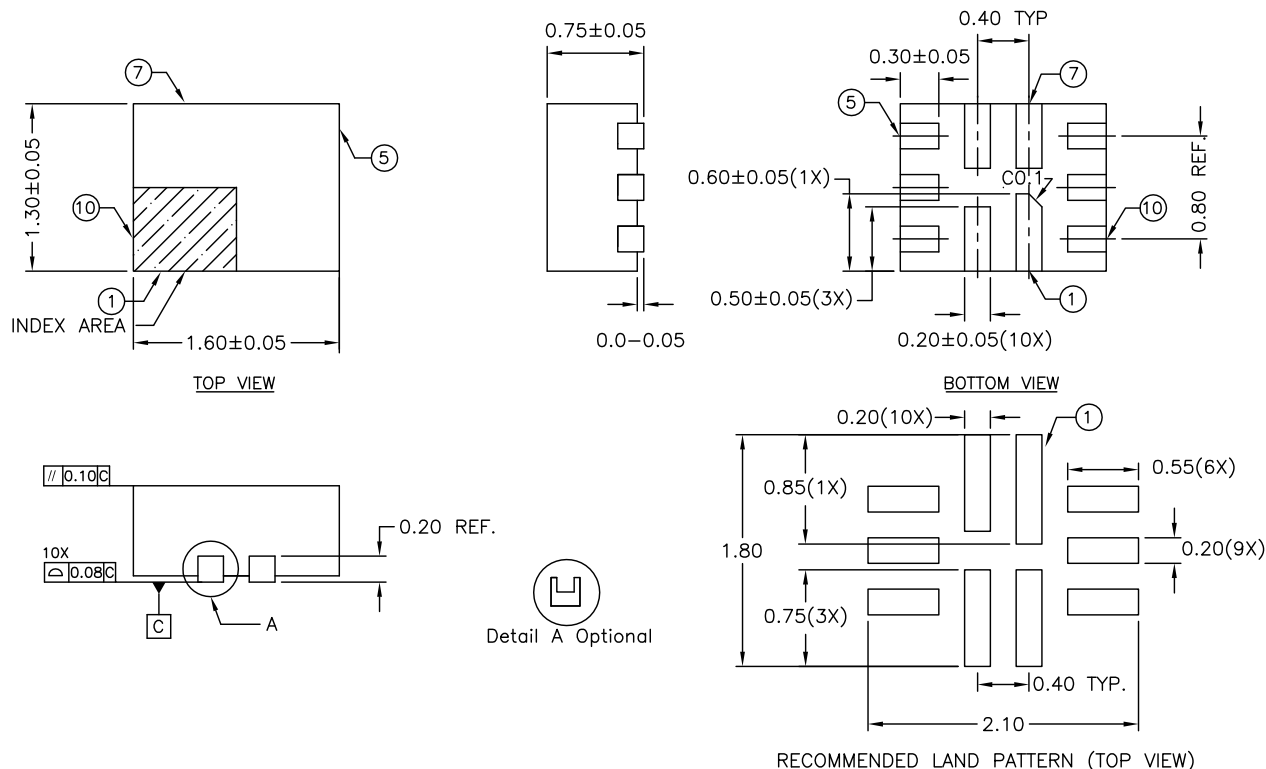 7
1.30±0.05
5
10
1
INDEX AREA
1.60±0.05
TOP VIEW
0.75±0.05
0.0-0.05
0.40 TYP
0.30±0.05
7
5
0.60±0.05(1X)
C0.1
0.80 REF.
10
0.50±0.05(3X)
1
0.20±0.05(10X)
BOTTOM VIEW
// 0.10 C
0.20 REF.
10X
⌓ 0.08 C
C
A
Detail A Optional
0.20(10X)
1
0.85(1X)
0.55(6X)
1.80
0.20(9X)
0.75(3X)
0.40 TYP.
2.10
RECOMMENDED LAND PATTERN (TOP VIEW)